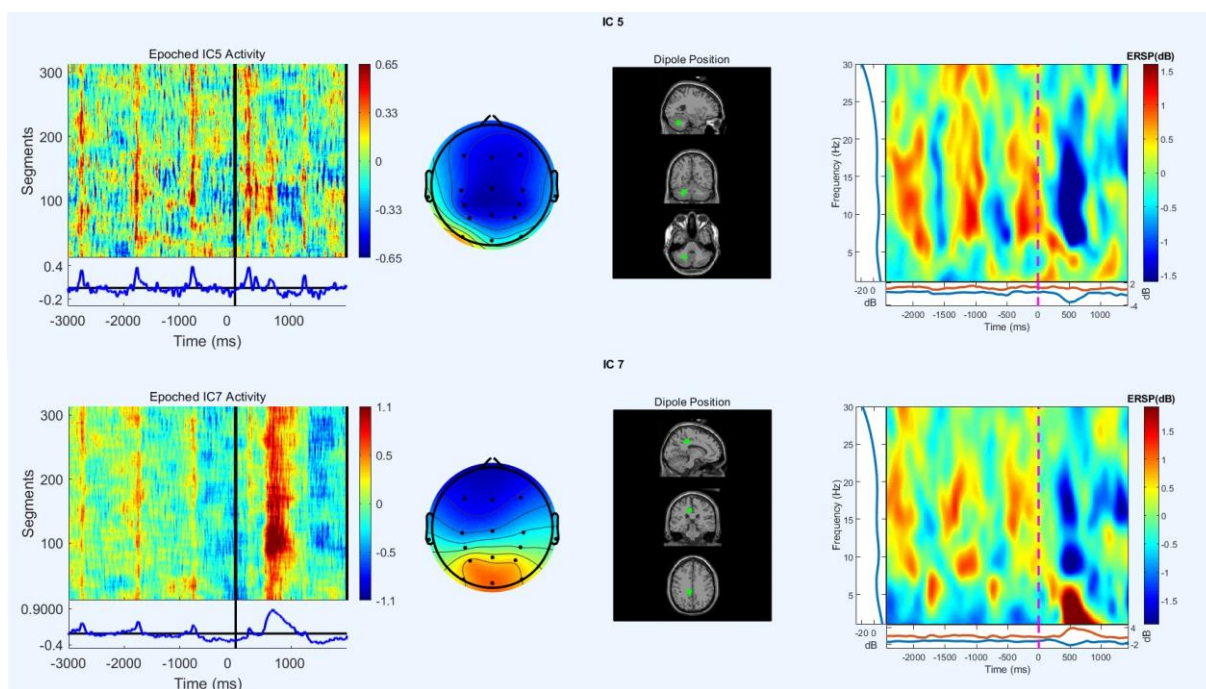 IC 5
Epoched IC5 Activity
Segments
300
200
100
0.65
0.33
0
-0.33
-0.65
0.4
-0.2
-3000 -2000 -1000 0 1000
Time (ms)
Dipole Position
ERSP(dB)
Frequency (Hz)
30
25
20
15
10
5
1.5
1
0.5
0
-0.5
-1
-1.5
-20 0
dB
2
-4
dB
-2000 -1500 -1000 -500 0 500 1000
Time (ms)
IC 7
Epoched IC7 Activity
Segments
300
200
100
1.1
0.5
0
-0.5
-1.1
0.9000
-0.4
-3000 -2000 -1000 0 1000
Time (ms)
Dipole Position
ERSP(dB)
Frequency (Hz)
30
25
20
15
10
5
1.5
1
0.5
0
-0.5
-1
-1.5
-20 0
dB
4
-2
dB
-2000 -1500 -1000 -500 0 500 1000
Time (ms)